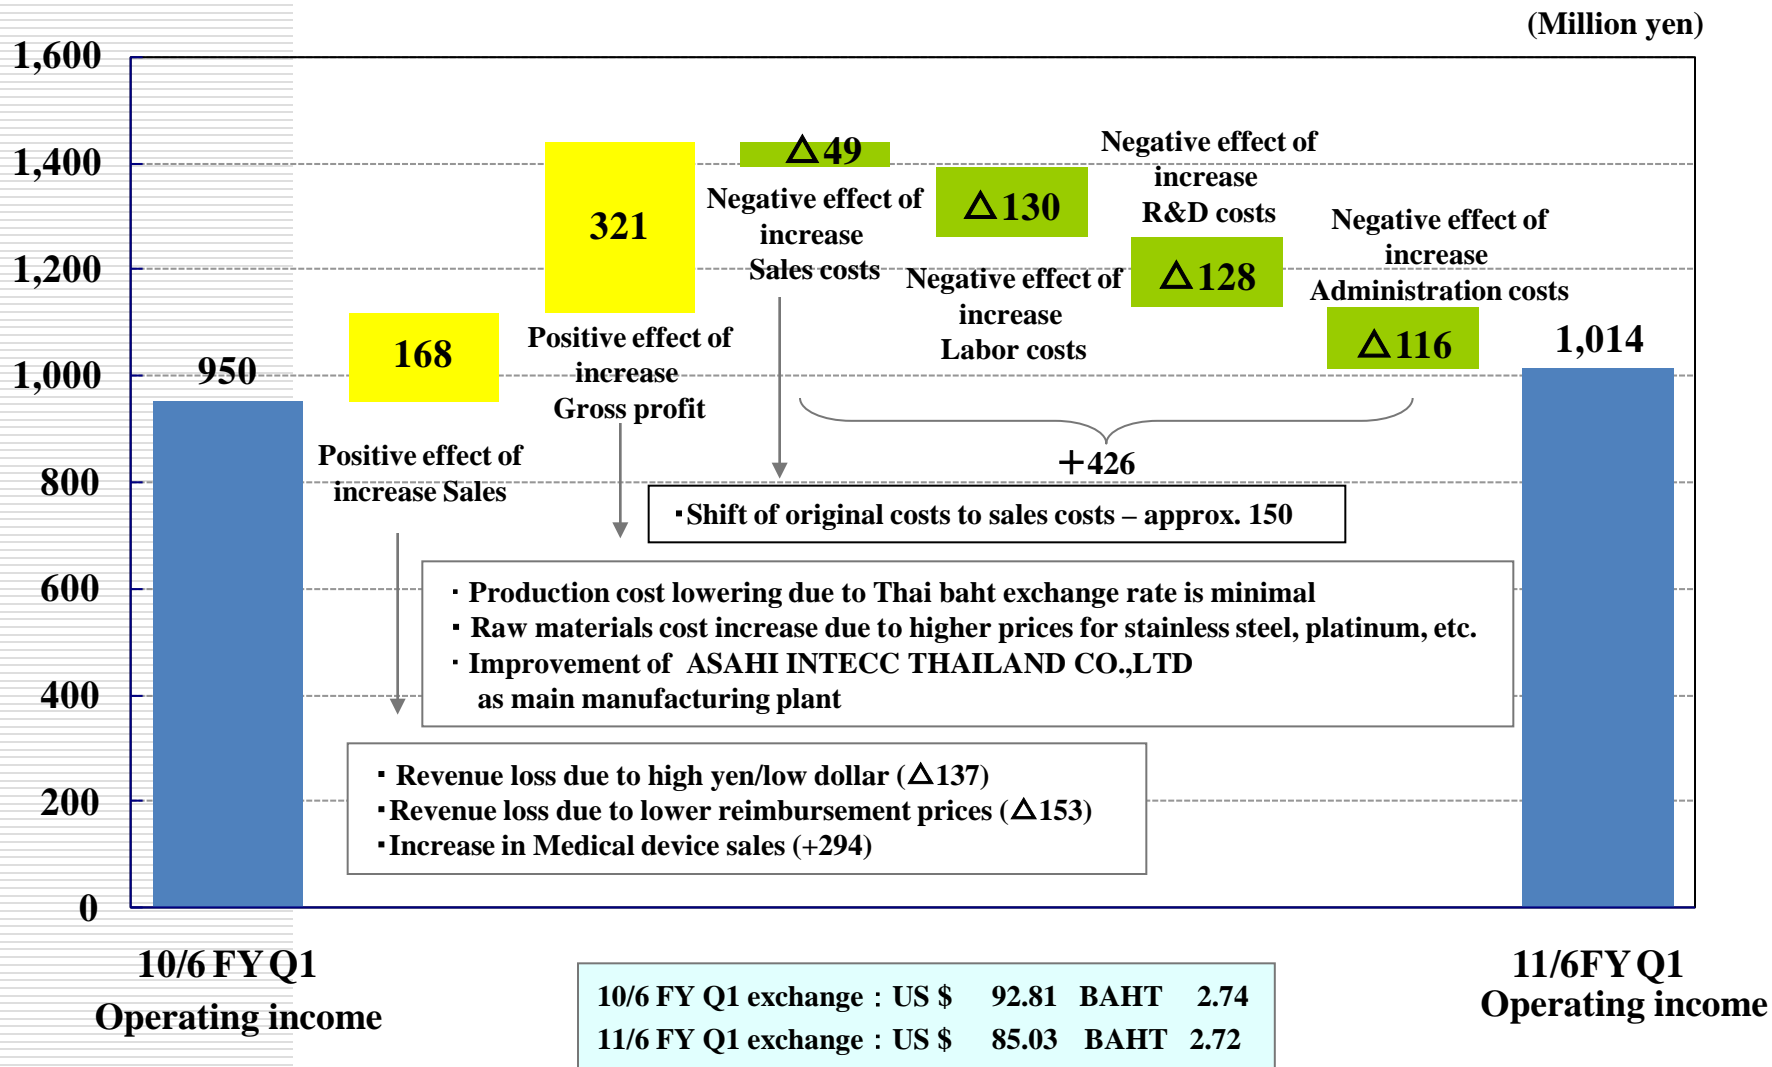 (Million yen)
1,600
1,400
1,200
1,000
800
600
400
200
0
950
168
321
△49
△130
△128
△116
1,014
Positive effect of
increase Sales
Positive effect of
increase
Gross profit
Negative effect of
increase
Sales costs
Negative effect of
increase
Labor costs
Negative effect of
increase
R&D costs
Negative effect of
increase
Administration costs
+426
・Shift of original costs to sales costs – approx. 150
・Production cost lowering due to Thai baht exchange rate is minimal
・Raw materials cost increase due to higher prices for stainless steel, platinum, etc.
・Improvement of ASAHI INTECC THAILAND CO.,LTD
as main manufacturing plant
・Revenue loss due to high yen/low dollar (△137)
・Revenue loss due to lower reimbursement prices (△153)
・Increase in Medical device sales (+294)
10/6 FY Q1
Operating income
11/6FY Q1
Operating income
10/6 FY Q1 exchange : US $ 92.81 BAHT 2.74
11/6 FY Q1 exchange : US $ 85.03 BAHT 2.72